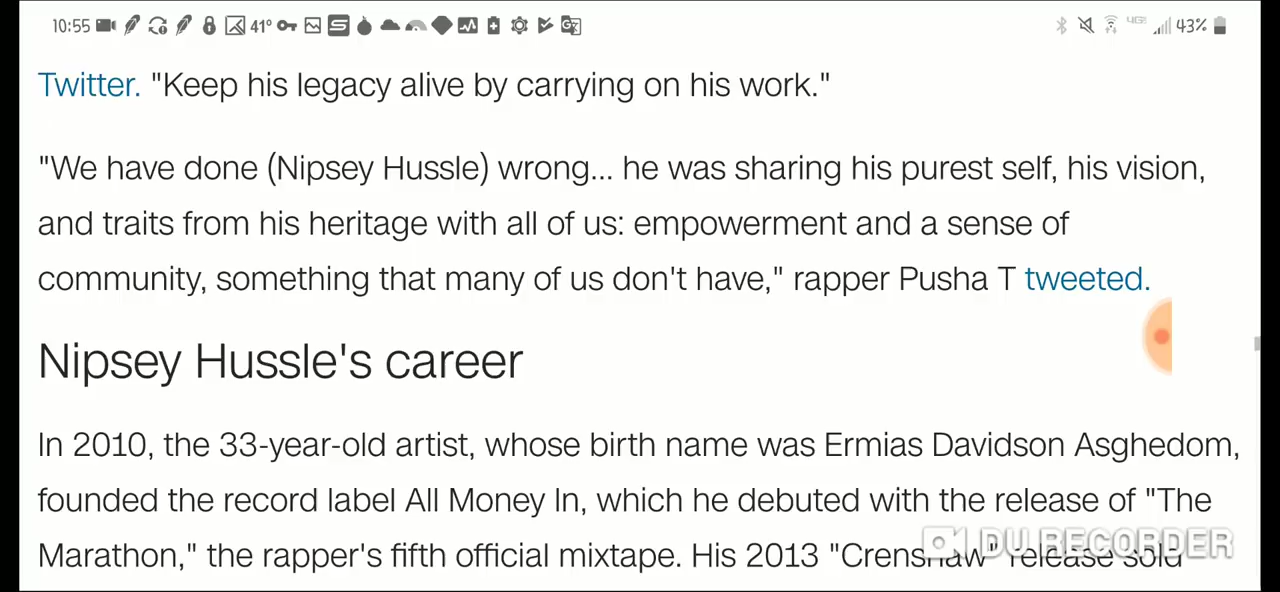 10:55 41° 4G 43%
Twitter. "Keep his legacy alive by carrying on his work."
"We have done (Nipsey Hussle) wrong... he was sharing his purest self, his vision,
and traits from his heritage with all of us: empowerment and a sense of
community, something that many of us don't have," rapper Pusha T tweeted.
Nipsey Hussle's career
In 2010, the 33-year-old artist, whose birth name was Ermias Davidson Asghedom,
founded the record label All Money In, which he debuted with the release of "The
Marathon," the rapper's fifth official mixtape. His 2013 "Crenshaw" release sold
DU RECORDER